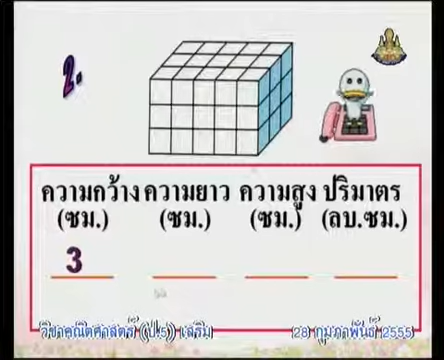 2.
ความกว้าง ความยาว ความสูง ปริมาตร
(ซม.) (ซม.) (ซม.) (ลบ.ซม.)
3
วิชาคณิตศาสตร์ (ป.5) เสริม 28 กุมภาพันธ์ 2555